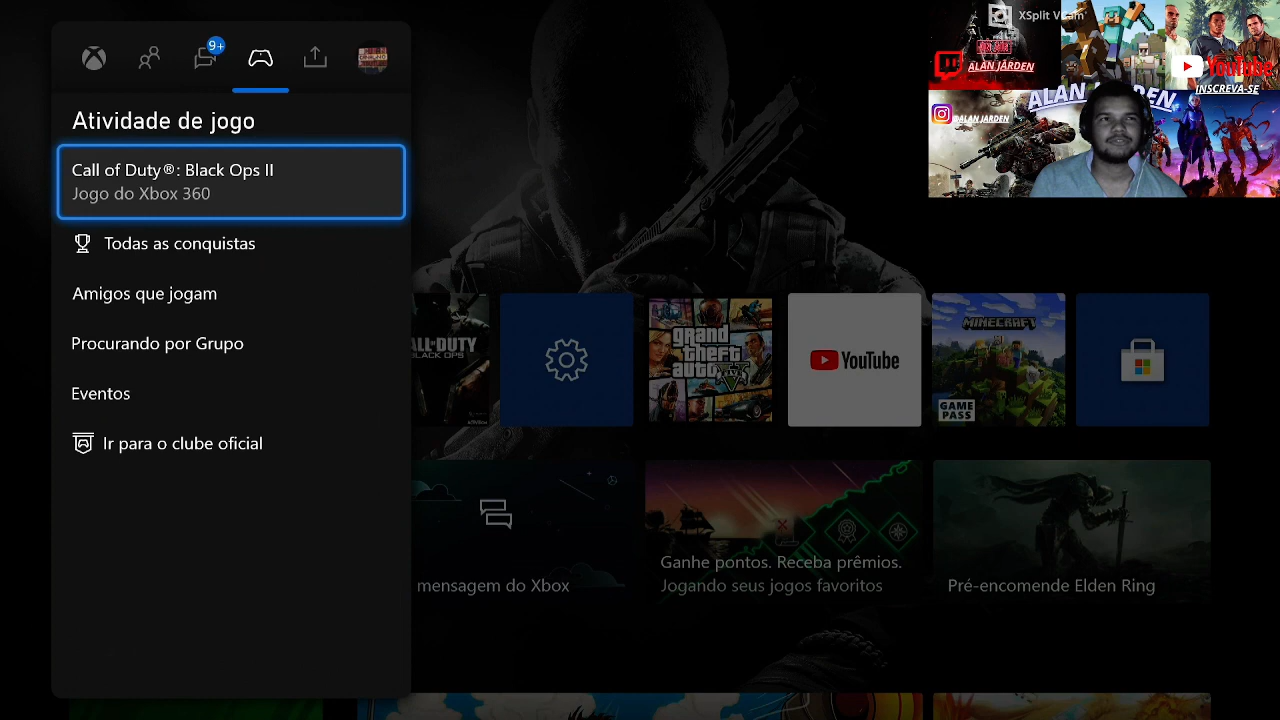 9+
Atividade de jogo
Call of Duty®: Black Ops II
Jogo do Xbox 360
Todas as conquistas
Amigos que jogam
Procurando por Grupo
Eventos
Ir para o clube oficial
XSplit VCam
ALAN JARDEN
YouTube
INSCREVA-SE
ALAN JARDEN
@ALAN JARDEN
CALL OF DUTY
BLACK OPS
grand
theft
auto
V
YouTube
MINECRAFT
GAME
PASS
mensagem do Xbox
Ganhe pontos. Receba prêmios.
Jogando seus jogos favoritos
Pré-encomende Elden Ring